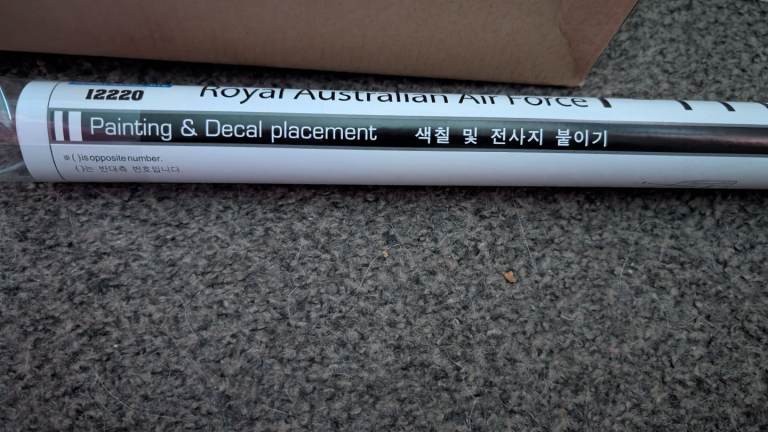 12220
Royal Australian Air Force
Painting & Decal placement 색칠 및 전사지 붙이기
※ ( ) is opposite number.
( )는 반대측 번호입니다